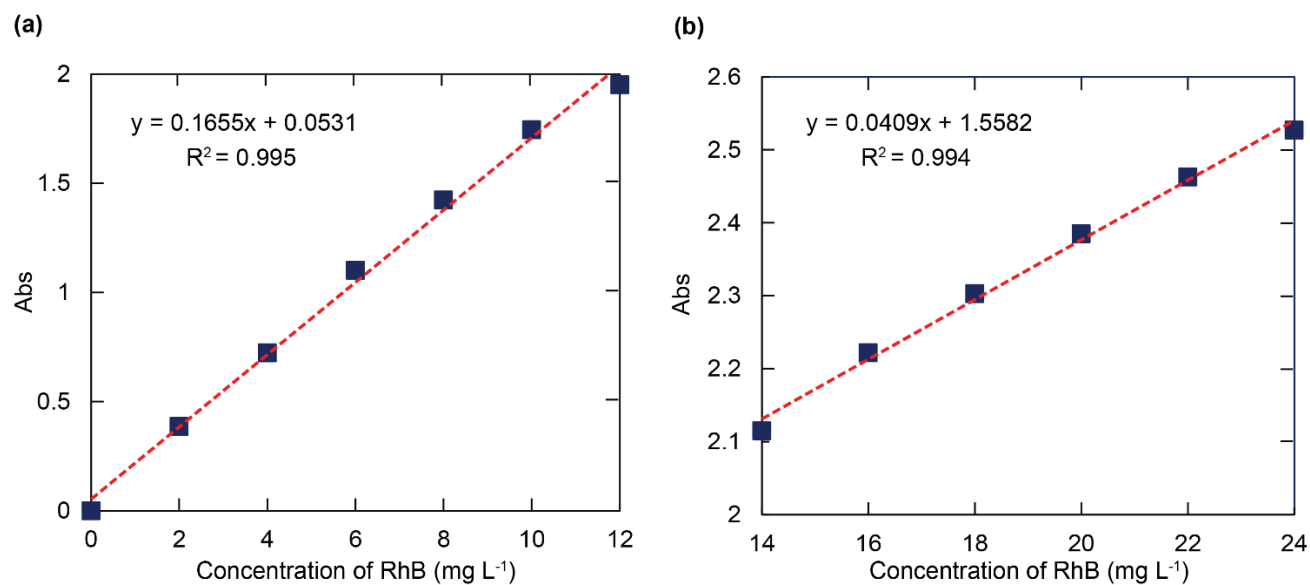 (a)
y = 0.1655x + 0.0531
R² = 0.995
2
1.5
1
0.5
0
Abs
0 2 4 6 8 10 12
Concentration of RhB (mg L⁻¹)
(b)
y = 0.0409x + 1.5582
R² = 0.994
2.6
2.5
2.4
2.3
2.2
2.1
2
Abs
14 16 18 20 22 24
Concentration of RhB (mg L⁻¹)